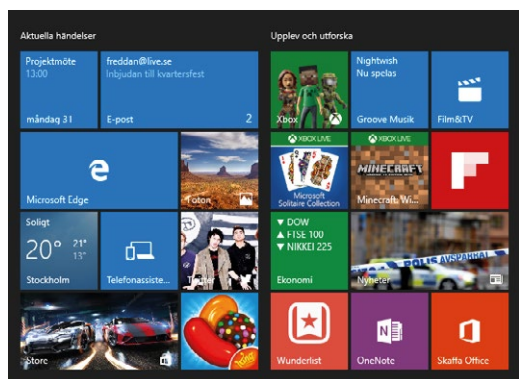 Aktuella händelser
Upplev och utforska
Projektmöte
13:00
måndag 31
freddan@live.se
Inbjudan till kvartersfest
E-post
2
Xbox
Nightwish
Nu spelas
Groove Musik
Film&TV
Microsoft Edge
Foton
XBOX LIVE
Microsoft
Solitaire Collection
XBOX LIVE
MINECRAFT
Minecraft: Wi...
Soligt
20° 21°
13°
Stockholm
Telefonassiste...
Twitter
▼ DOW
▲ FTSE 100
▼ NIKKEI 225
Ekonomi
POLIS AVSPÄRRAT
Nyheter
Store
King
Wunderlist
N
OneNote
Skaffa Office